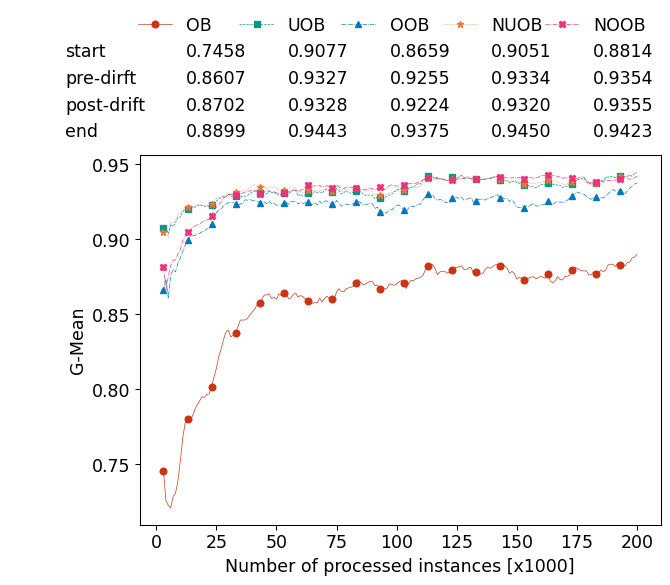 OB UOB OOB NUOB NOOB
start 0.7458 0.9077 0.8659 0.9051 0.8814
pre-dirft 0.8607 0.9327 0.9255 0.9334 0.9354
post-drift 0.8702 0.9328 0.9224 0.9320 0.9355
end 0.8899 0.9443 0.9375 0.9450 0.9423
0.95
0.90
0.85
0.80
0.75
G-Mean
0 25 50 75 100 125 150 175 200
Number of processed instances [x1000]